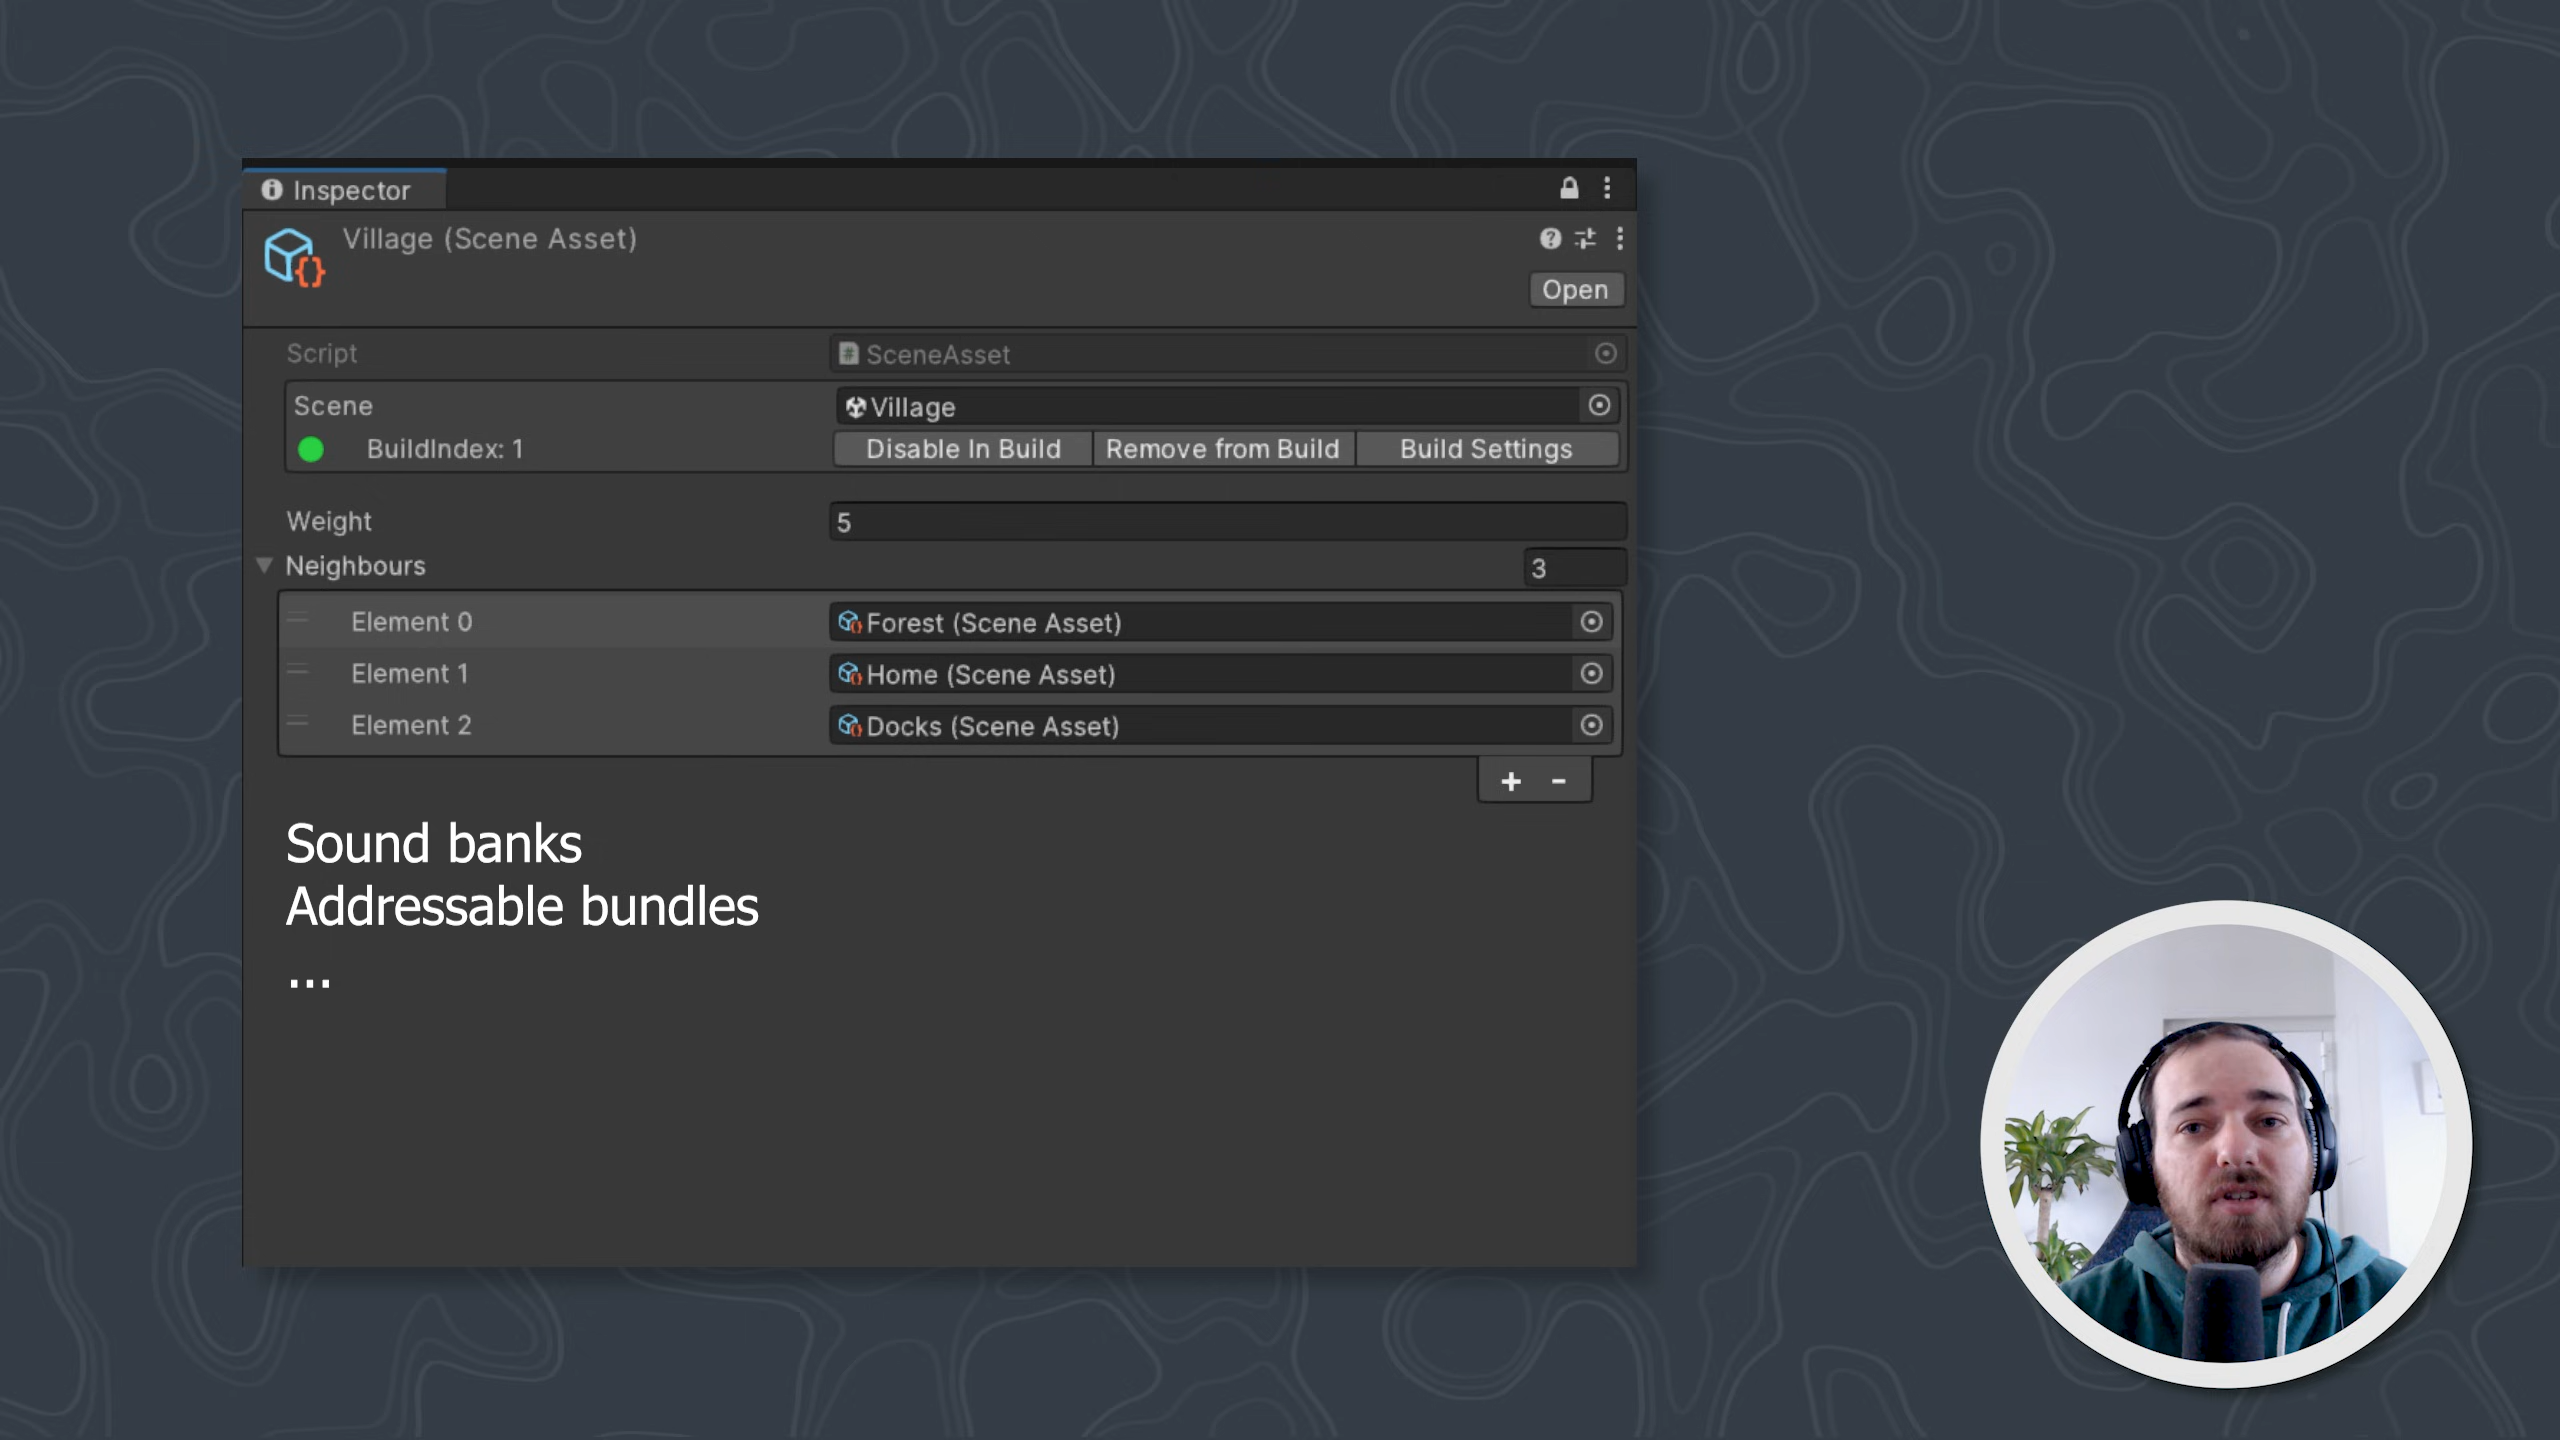 Inspector
Village (Scene Asset)
Open
Script SceneAsset
Scene Village
BuildIndex: 1 Disable In Build Remove from Build Build Settings
Weight 5
Neighbours 3
Element 0 Forest (Scene Asset)
Element 1 Home (Scene Asset)
Element 2 Docks (Scene Asset)
+ -
Sound banks
Addressable bundles
...